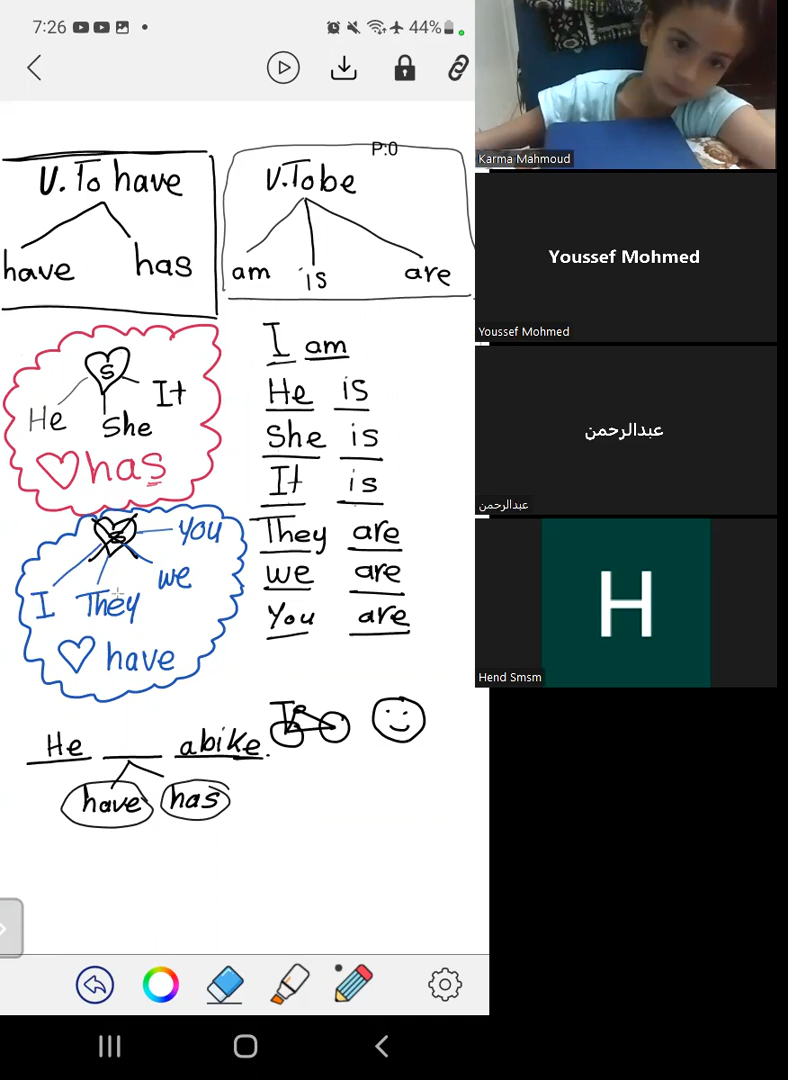 7:26
44%
P:0
V. To have
have has
V. To be
am is are
S
He She It
has
S
You
I They we
have
I am
He is
She is
It is
They are
we are
You are
He ___ a bike.
have has
Karma Mahmoud
Youssef Mohmed
Youssef Mohmed
عبدالرحمن
عبدالرحمن
H
Hend Smsm